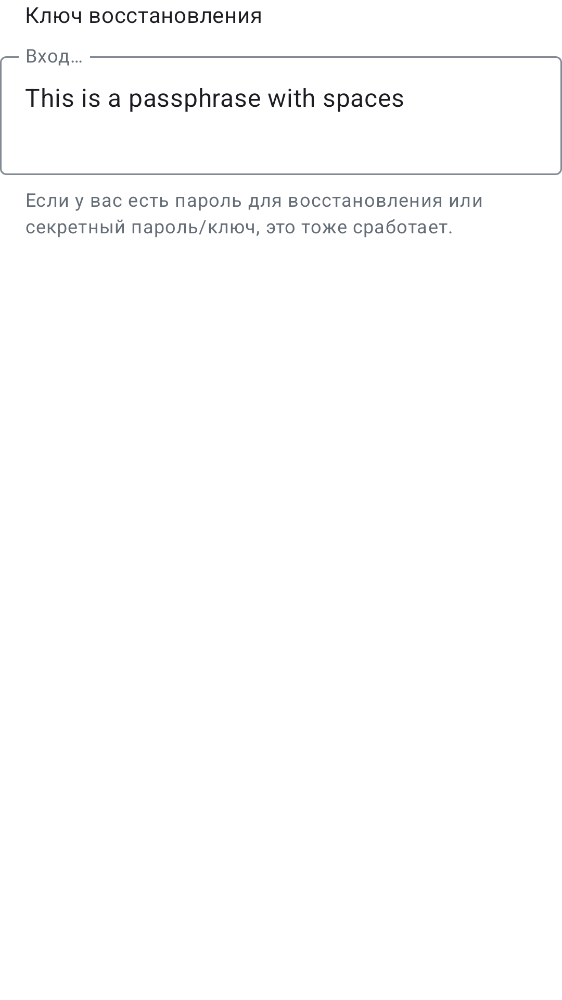 Ключ восстановления
Вход…
This is a passphrase with spaces
Если у вас есть пароль для восстановления или
секретный пароль/ключ, это тоже сработает.